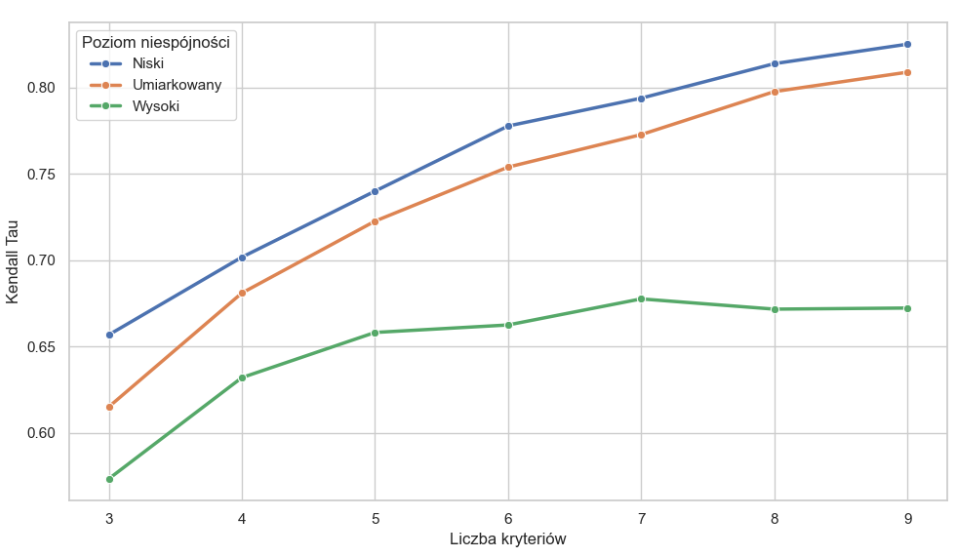 Poziom niespójności
Niski
Umiarkowany
Wysoki
0.80
0.75
0.70
0.65
0.60
Kendall Tau
3 4 5 6 7 8 9
Liczba kryteriów